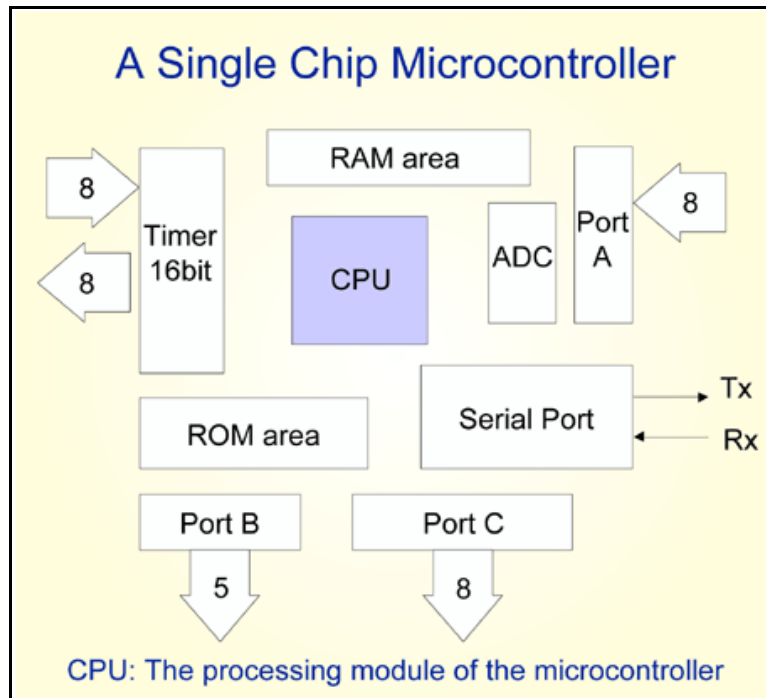 A Single Chip Microcontroller
RAM area
8
8
Timer
16bit
CPU
ADC
Port
A
8
ROM area
Serial Port
Tx
Rx
Port B
Port C
5
8
CPU: The processing module of the microcontroller